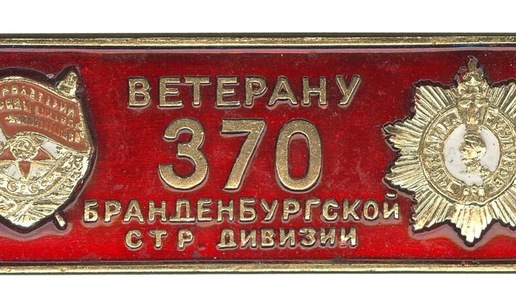 ВЕТЕРАНУ
370
БРАНДЕНБУРГСКОЙ
СТР ДИВИЗИИ